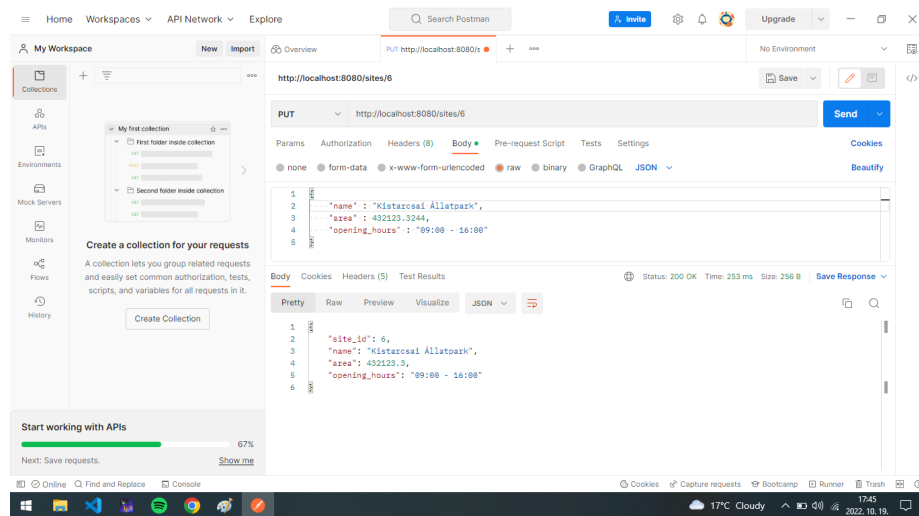 Home Workspaces API Network Explore Search Postman Invite Upgrade
My Workspace New Import Overview PUT http://localhost:8080/s No Environment
Collections
APIs
Environments
Mock Servers
Monitors
Flows
History
My first collection
First folder inside collection
GET
GET
Second folder inside collection
GET
GET
Create a collection for your requests
A collection lets you group related requests
and easily set common authorization, tests,
scripts, and variables for all requests in it.
Create Collection
Start working with APIs
67%
Next: Save requests. Show me
http://localhost:8080/sites/6 Save
PUT http://localhost:8080/sites/6 Send
Params Authorization Headers (8) Body Pre-request Script Tests Settings Cookies
none form-data x-www-form-urlencoded raw binary GraphQL JSON Beautify
1 {
2 "name" : "Kistarcsai Állatpark",
3 "area" : 432123.3244,
4 "opening_hours" : "09:00 - 16:00"
5 }
Body Cookies Headers (5) Test Results Status: 200 OK Time: 253 ms Size: 256 B Save Response
Pretty Raw Preview Visualize JSON
1 {
2 "site_id": 6,
3 "name": "Kistarcsai Állatpark",
4 "area": 432123.3,
5 "opening_hours": "09:00 - 16:00"
6 }
Online Find and Replace Console Cookies Capture requests Bootcamp Runner Trash
17°C Cloudy 17:45
2022. 10. 19.